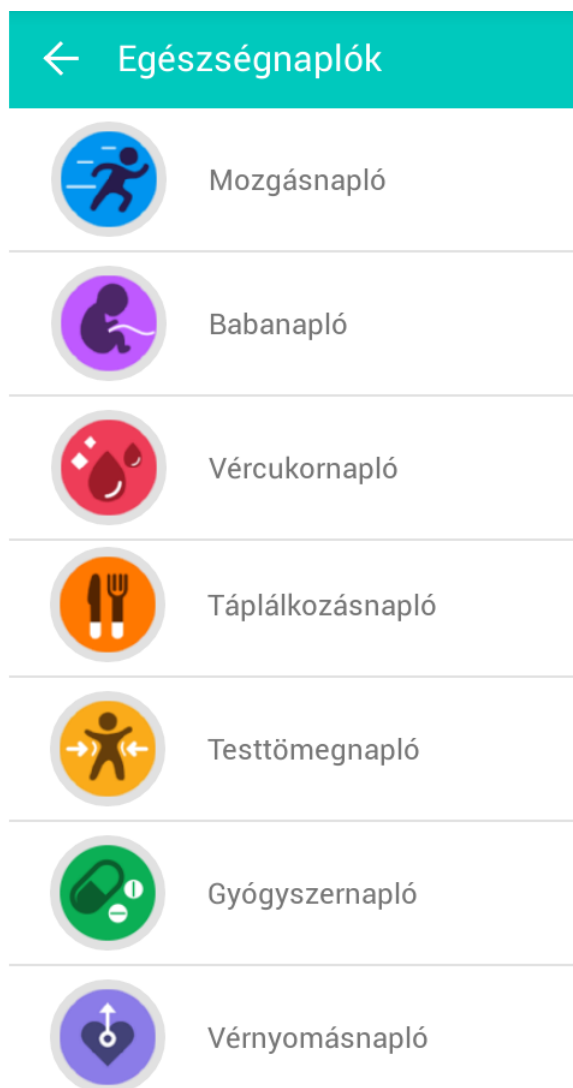 Egészségnaplók
Mozgásnapló
Babanapló
Vércukornapló
Táplálkozásnapló
Testtömegnapló
Gyógyszernapló
Vérnyomásnapló